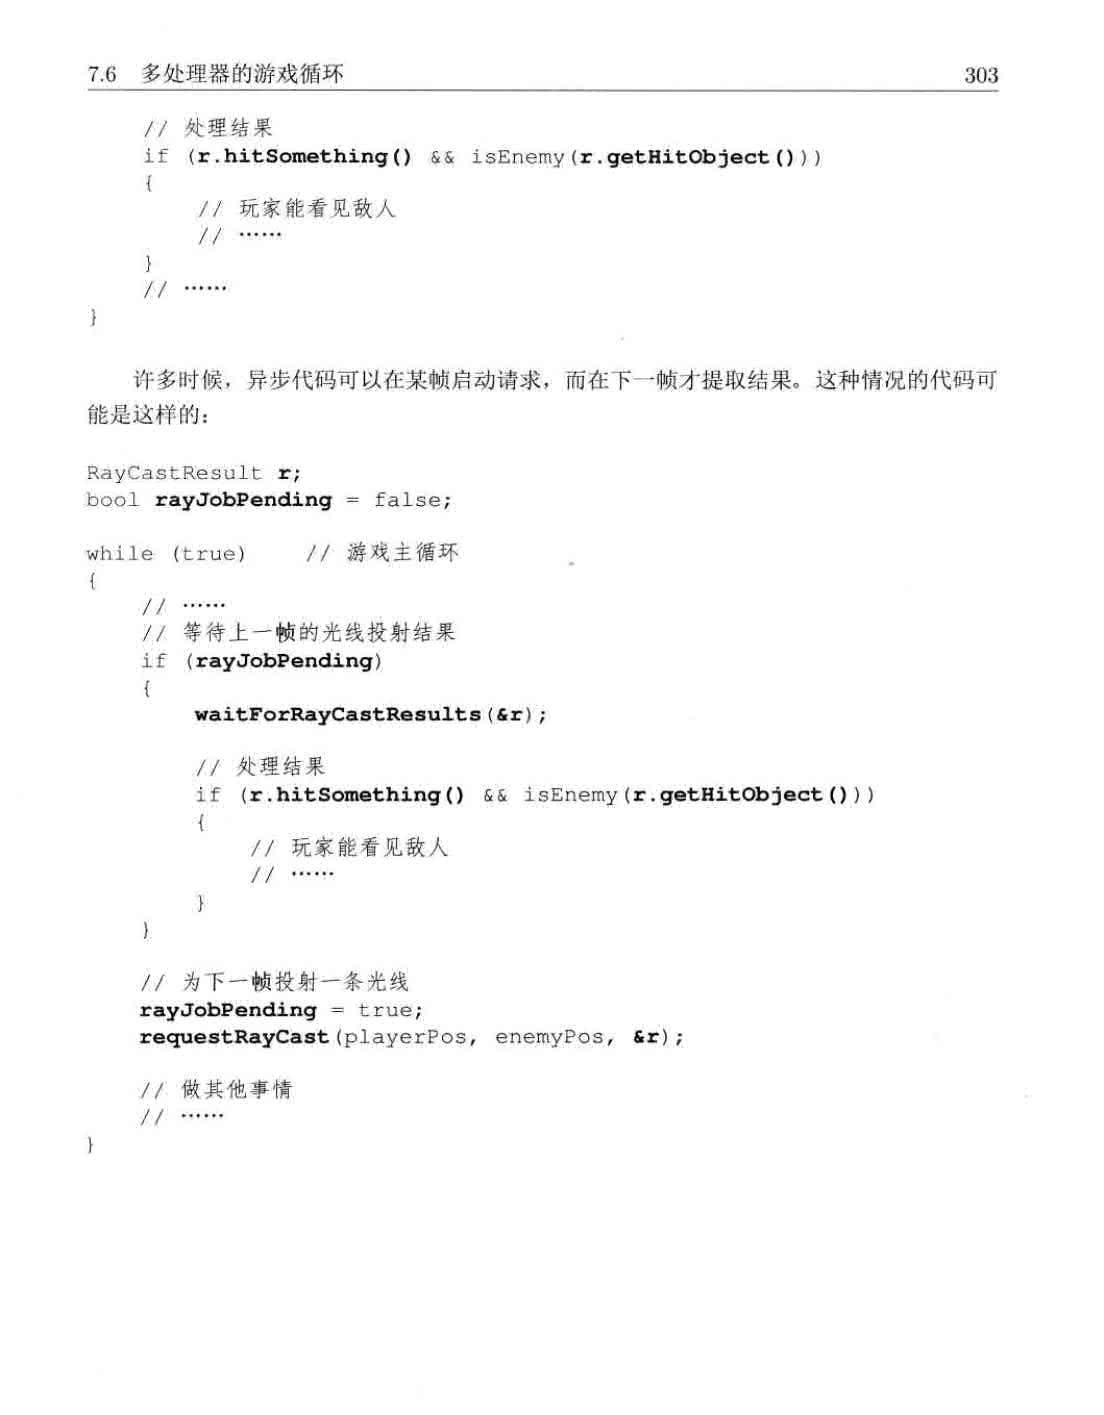 7.6 多处理器的游戏循环 303
// 处理结果
if (r.hitSomething() && isEnemy(r.getHitObject()))
{
// 玩家能看见敌人
// ……
}
// ……
}
许多时候，异步代码可以在某帧启动请求，而在下一帧才提取结果。这种情况的代码可
能是这样的：
RayCastResult r;
bool rayJobPending = false;
while (true) // 游戏主循环
{
// ……
// 等待上一帧的光线投射结果
if (rayJobPending)
{
waitForRayCastResults(&r);
// 处理结果
if (r.hitSomething() && isEnemy(r.getHitObject()))
{
// 玩家能看见敌人
// ……
}
}
// 为下一帧投射一条光线
rayJobPending = true;
requestRayCast(playerPos, enemyPos, &r);
// 做其他事情
// ……
}